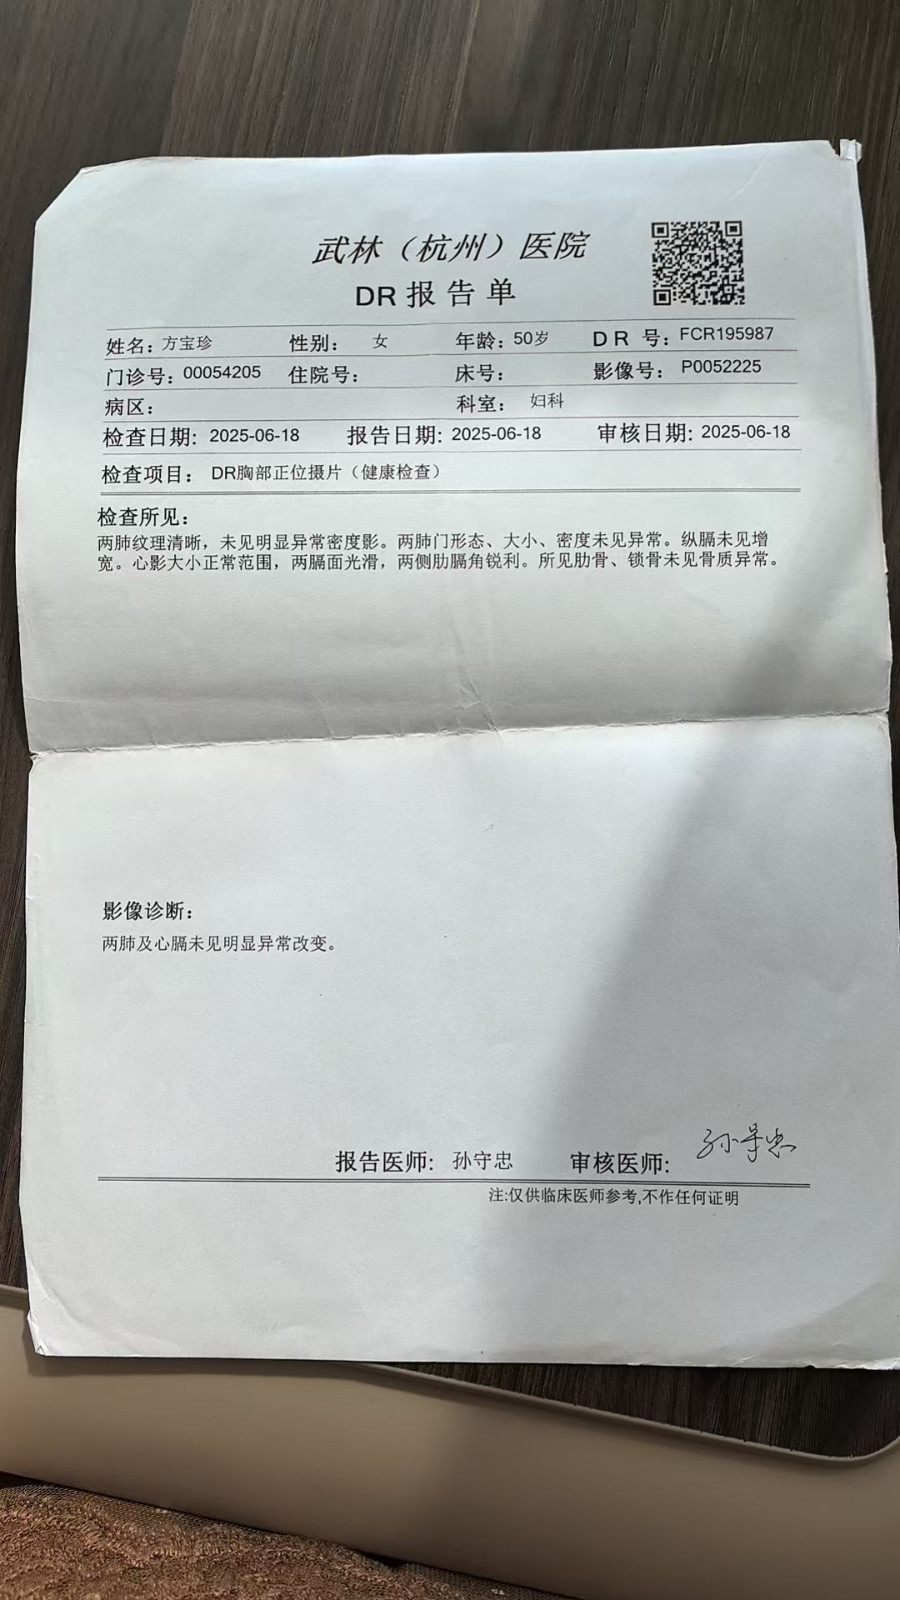 武林（杭州）医院
DR报告单
姓名：方宝珍 性别： 女 年龄：50岁 DR 号：FCR195987
门诊号：00054205 住院号： 床号： 影像号：P0052225
病区： 科室： 妇科
检查日期：2025-06-18 报告日期：2025-06-18 审核日期：2025-06-18
检查项目： DR胸部正位摄片（健康检查）
检查所见：
两肺纹理清晰，未见明显异常密度影。两肺门形态、大小、密度未见异常。纵膈未见增
宽。心影大小正常范围，两膈面光滑，两侧肋膈角锐利。所见肋骨、锁骨未见骨质异常。
影像诊断：
两肺及心膈未见明显异常改变。
报告医师：孙守忠 审核医师：孙守忠
注:仅供临床医师参考,不作任何证明